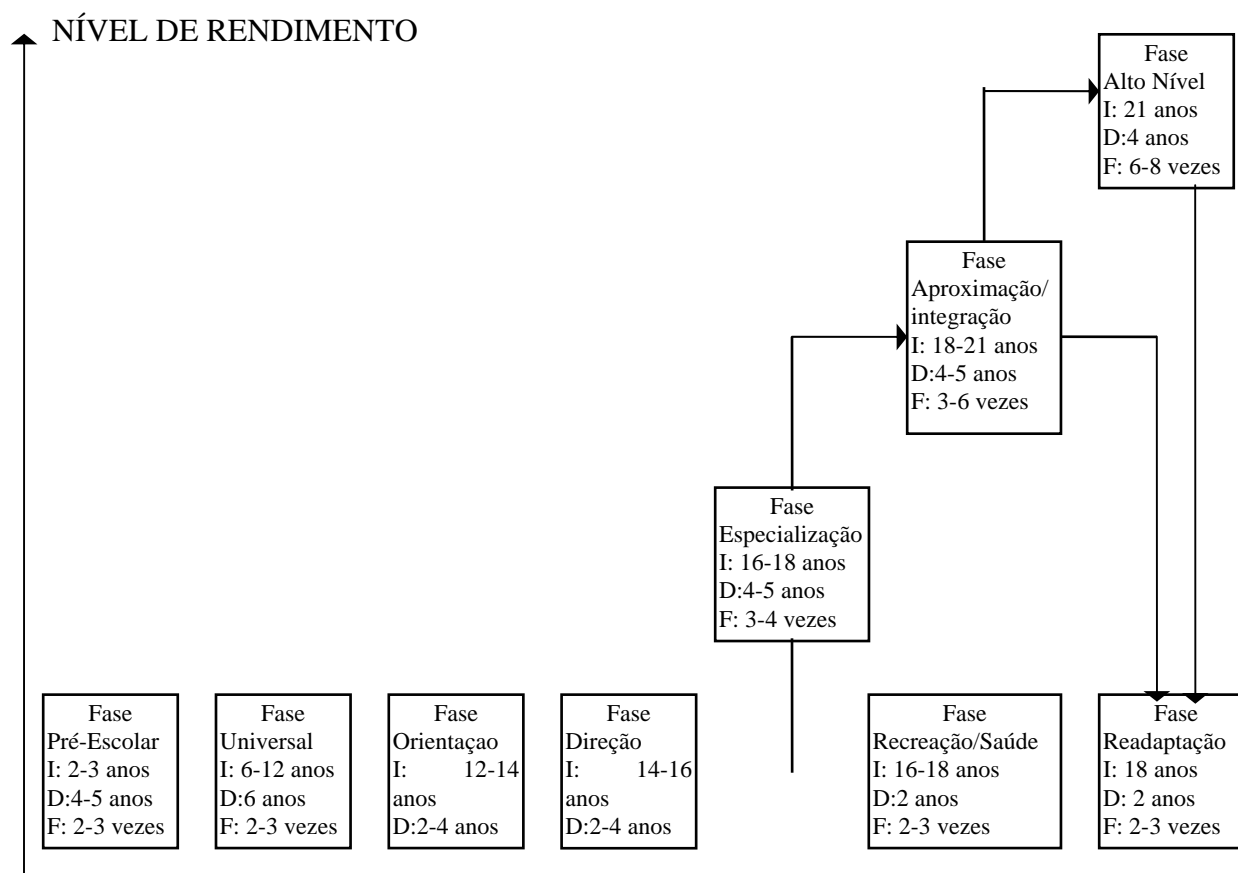 NÍVEL DE RENDIMENTO
Fase
Alto Nível
I: 21 anos
D:4 anos
F: 6-8 vezes
Fase
Aproximação/
integração
I: 18-21 anos
D:4-5 anos
F: 3-6 vezes
Fase
Especialização
I: 16-18 anos
D:4-5 anos
F: 3-4 vezes
Fase
Pré-Escolar
I: 2-3 anos
D:4-5 anos
F: 2-3 vezes
Fase
Universal
I: 6-12 anos
D:6 anos
F: 2-3 vezes
Fase
Orientaçao
I: 12-14
anos
D:2-4 anos
Fase
Direção
I: 14-16
anos
D:2-4 anos
Fase
Recreação/Saúde
I: 16-18 anos
D:2 anos
F: 2-3 vezes
Fase
Readaptação
I: 18 anos
D: 2 anos
F: 2-3 vezes